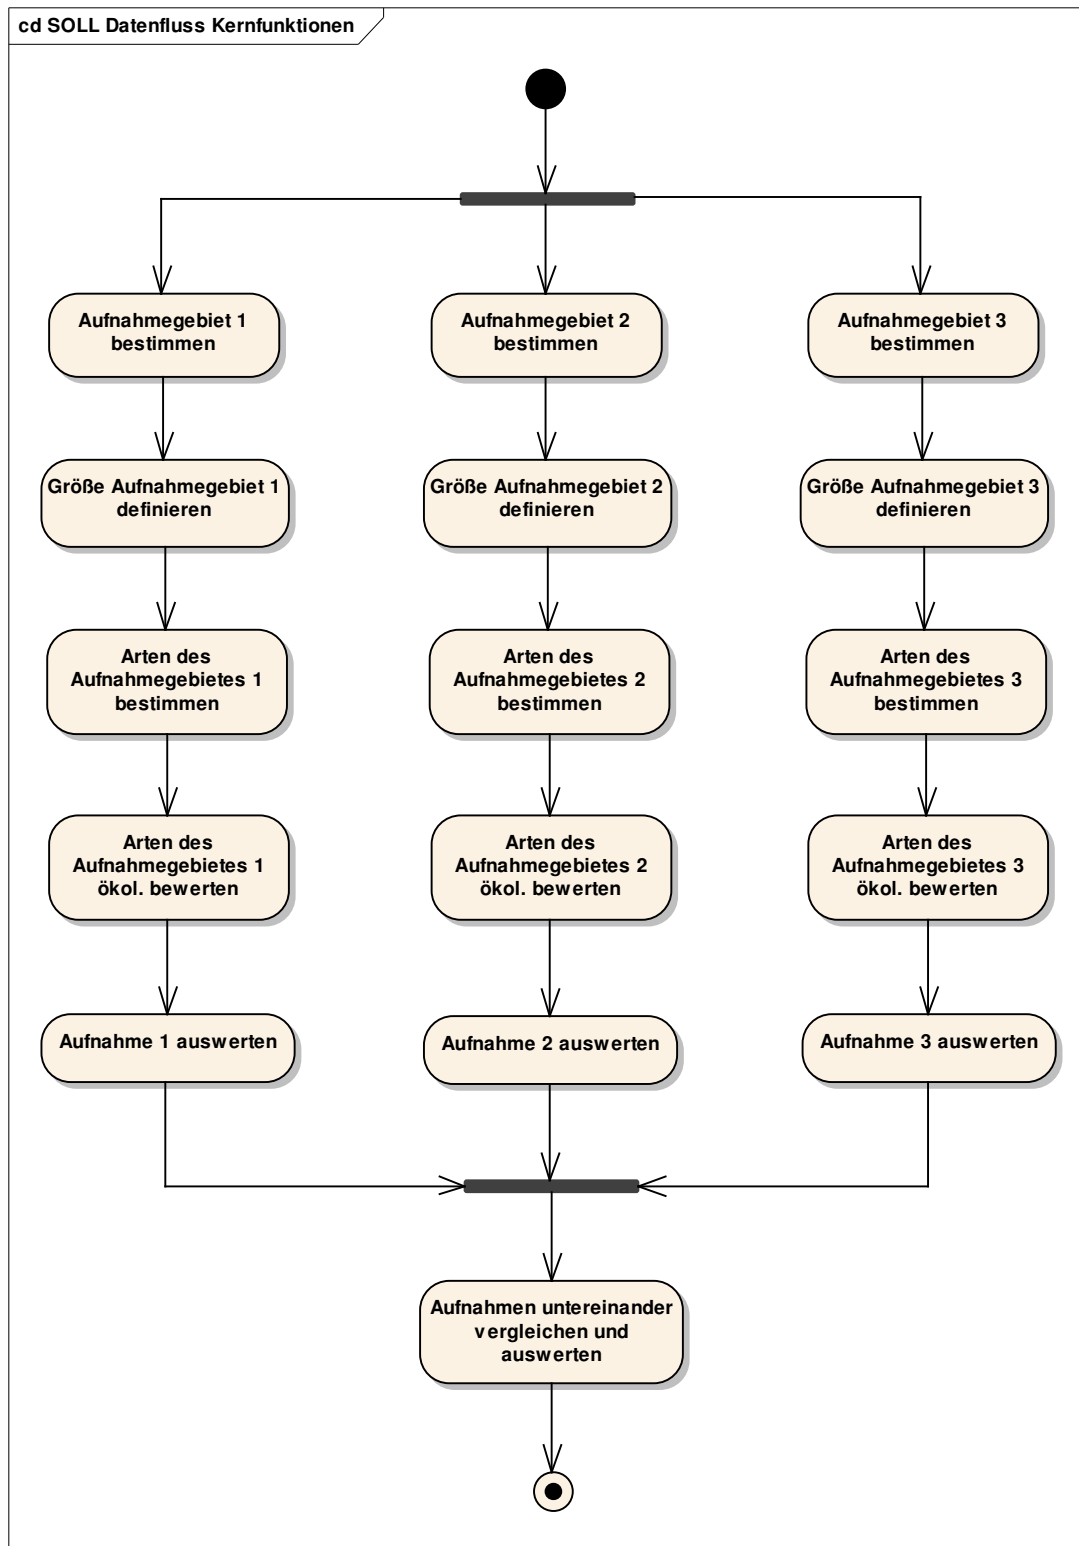 cd SOLL Datenfluss Kernfunktionen
Aufnahmegebiet 1
bestimmen
Aufnahmegebiet 2
bestimmen
Aufnahmegebiet 3
bestimmen
Größe Aufnahmegebiet 1
definieren
Größe Aufnahmegebiet 2
definieren
Größe Aufnahmegebiet 3
definieren
Arten des
Aufnahmegebietes 1
bestimmen
Arten des
Aufnahmegebietes 2
bestimmen
Arten des
Aufnahmegebietes 3
bestimmen
Arten des
Aufnahmegebietes 1
ökol. bewerten
Arten des
Aufnahmegebietes 2
ökol. bewerten
Arten des
Aufnahmegebietes 3
ökol. bewerten
Aufnahme 1 auswerten
Aufnahme 2 auswerten
Aufnahme 3 auswerten
Aufnahmen untereinander
vergleichen und
auswerten